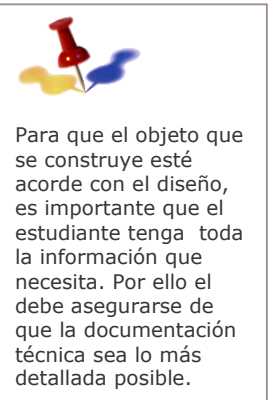 Para que el objeto que
se construye esté
acorde con el diseño,
es importante que el
estudiante tenga  toda
la información que
necesita. Por ello el
debe asegurarse de
que la documentación
técnica sea lo más
detallada posible.